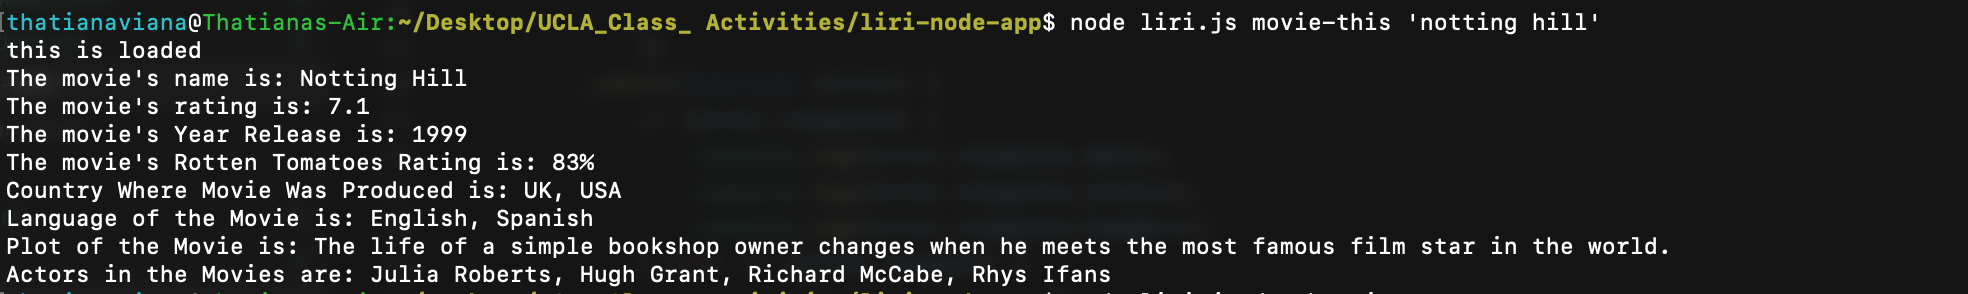 [thatianaviana@Thatianas-Air:~/Desktop/UCLA_Class_ Activities/liri-node-app$ node liri.js movie-this 'notting hill'
this is loaded
The movie's name is: Notting Hill
The movie's rating is: 7.1
The movie's Year Release is: 1999
The movie's Rotten Tomatoes Rating is: 83%
Country Where Movie Was Produced is: UK, USA
Language of the Movie is: English, Spanish
Plot of the Movie is: The life of a simple bookshop owner changes when he meets the most famous film star in the world.
Actors in the Movies are: Julia Roberts, Hugh Grant, Richard McCabe, Rhys Ifans